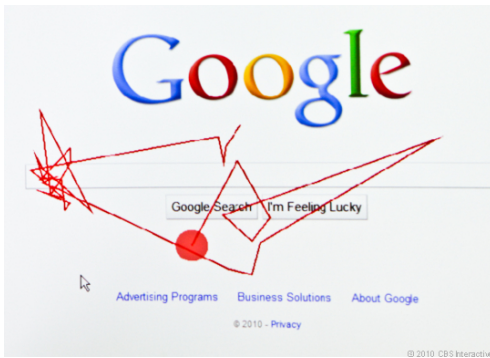 Google
Google Search I'm Feeling Lucky
Advertising Programs Business Solutions About Google
© 2010 - Privacy
© 2010 CBS Interactive